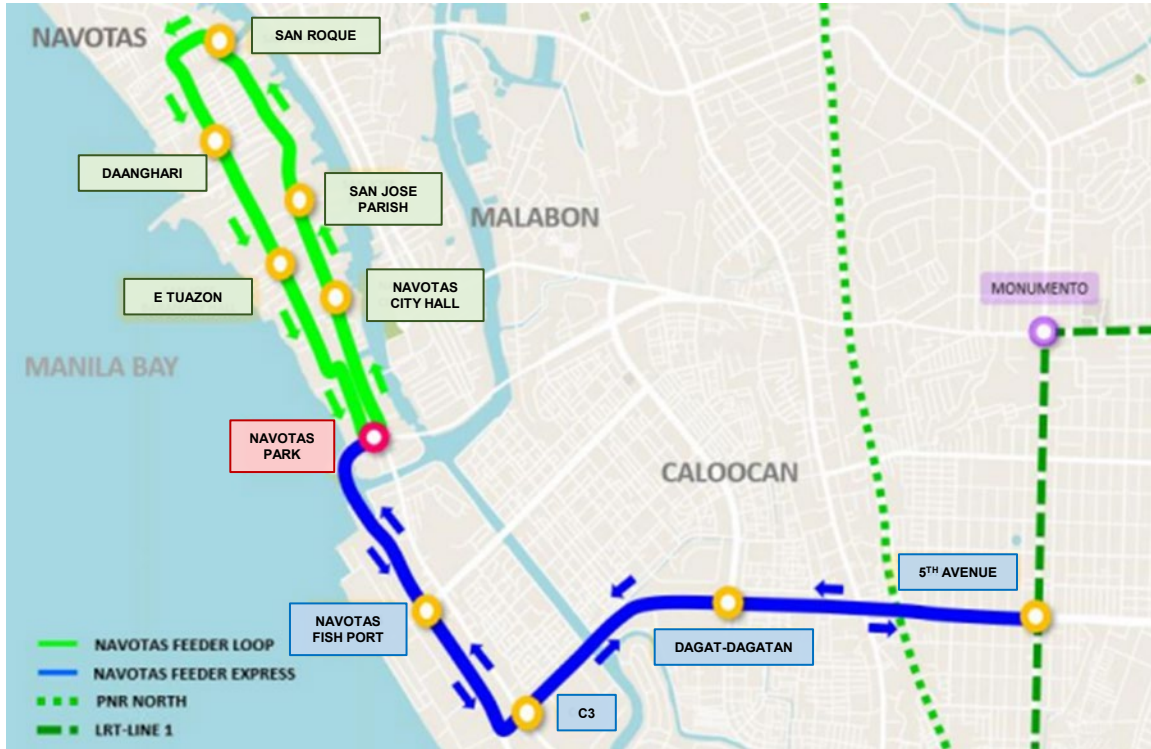 NAVOTAS
SAN ROQUE
DAANGHARI
SAN JOSE
PARISH
MALABON
E TUAZON
NAVOTAS
CITY HALL
MONUMENTO
MANILA BAY
NAVOTAS
PARK
CALOOCAN
5TH AVENUE
NAVOTAS
FISH PORT
DAGAT-DAGATAN
C3
NAVOTAS FEEDER LOOP
NAVOTAS FEEDER EXPRESS
PNR NORTH
LRT-LINE 1